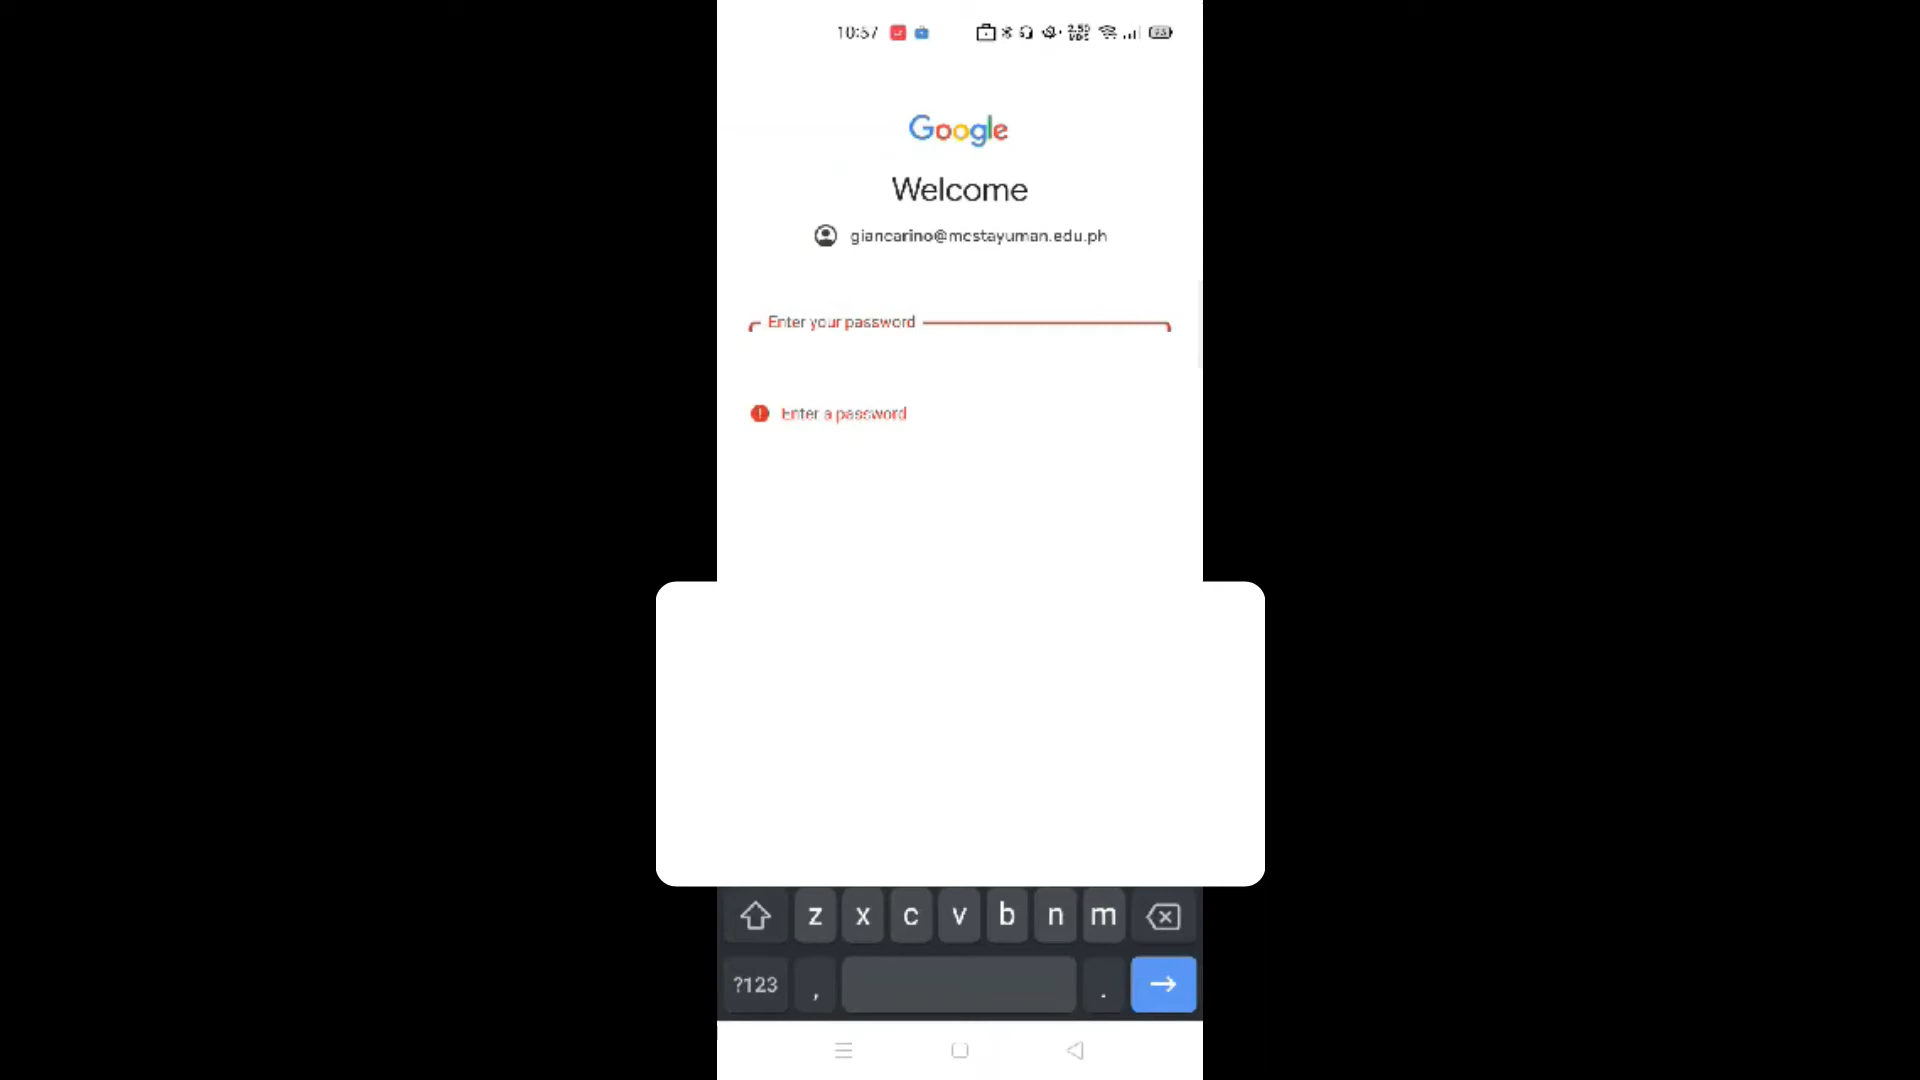 10:57
Google
Welcome
giancarino@mcstayuman.edu.ph
Enter your password
Enter a password
z x c v b n m
?123 , .